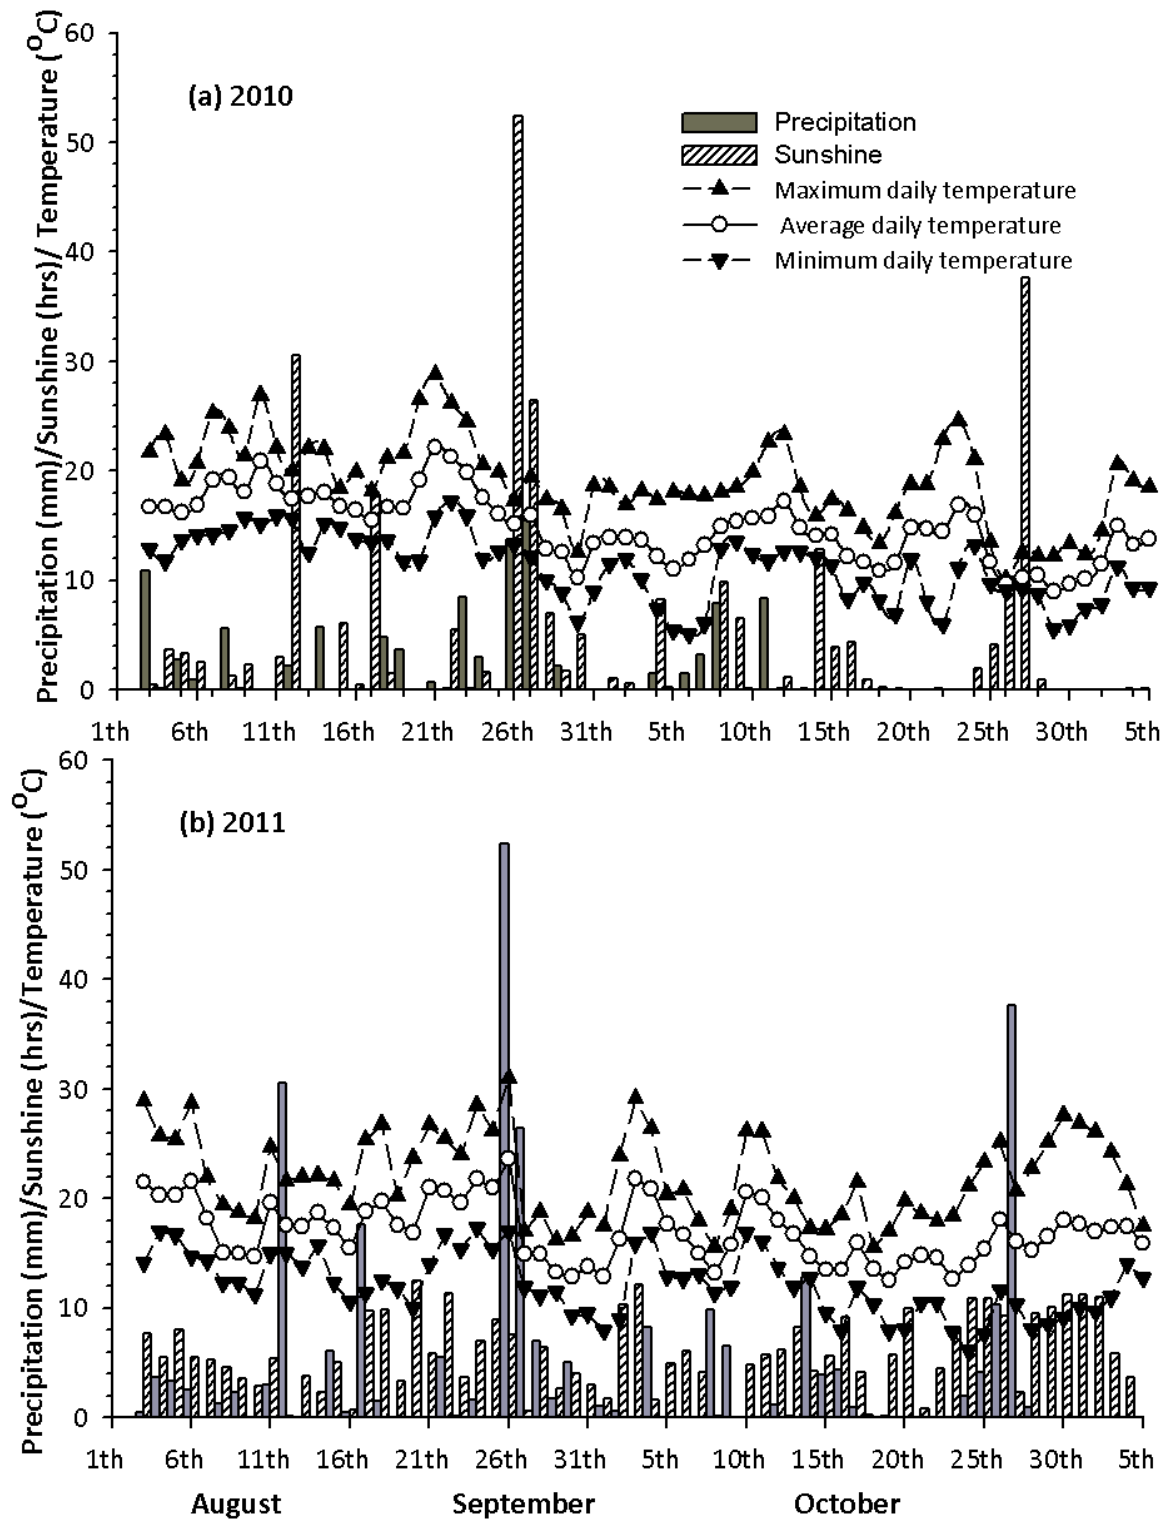 Precipitation (mm)/Sunshine (hrs)/ Temperature (⁰C)
60
50
40
30
20
10
0
(a) 2010
Precipitation
Sunshine
Maximum daily temperature
Average daily temperature
Minimum daily temperature
1th 6th 11th 16th 21th 26th 31th 5th 10th 15th 20th 25th 30th 5th
Precipitation (mm)/Sunshine (hrs)/Temperature (⁰C)
60
50
40
30
20
10
0
(b) 2011
1th 6th 11th 16th 21th 26th 31th 5th 10th 15th 20th 25th 30th 5th
August September October